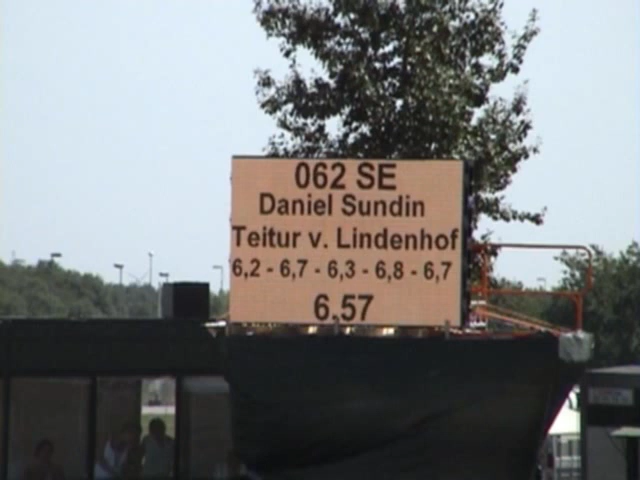 062 SE
Daniel Sundin
Teitur v. Lindenhof
6,2 - 6,7 - 6,3 - 6,8 - 6,7
6,57